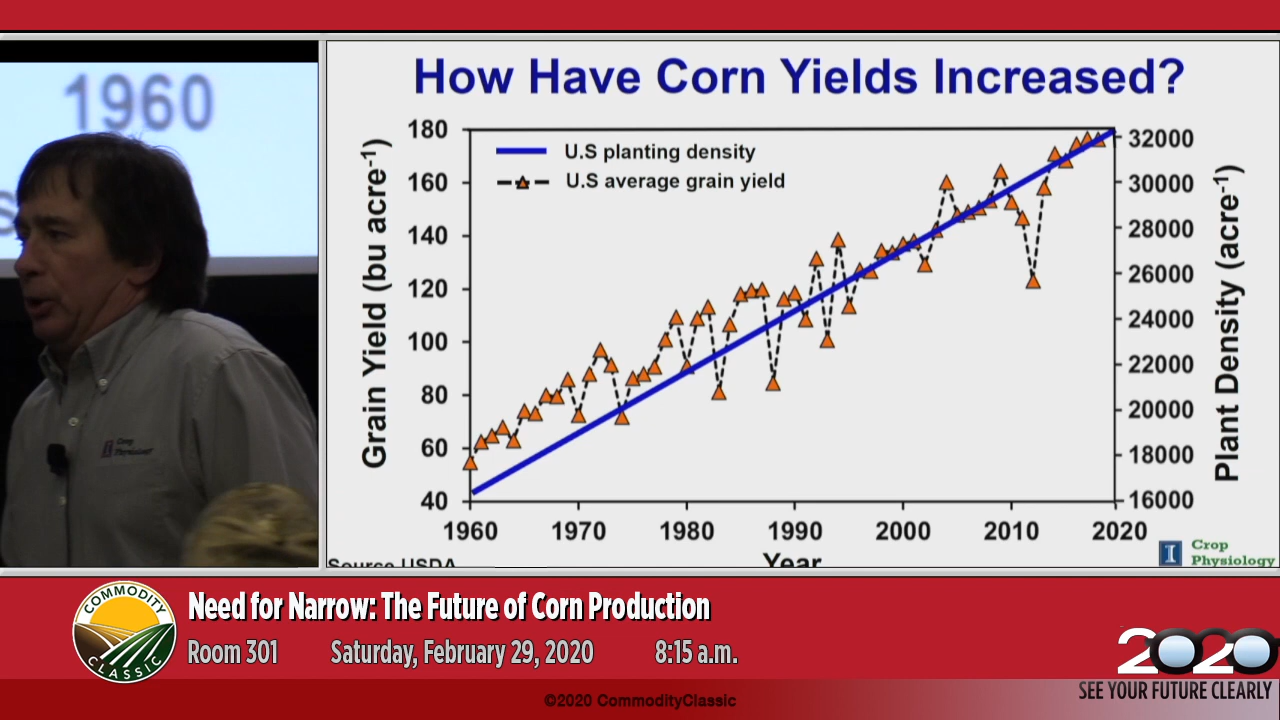 1960
How Have Corn Yields Increased?
U.S planting density
U.S average grain yield
Grain Yield (bu acre-1)
180
160
140
120
100
80
60
40
Plant Density (acre-1)
32000
30000
28000
26000
24000
22000
20000
18000
16000
1960 1970 1980 1990 2000 2010 2020
Year
Source USDA
I Crop
Physiology
Crop
Physiology
COMMODITY
CLASSIC
Need for Narrow: The Future of Corn Production
Room 301 Saturday, February 29, 2020 8:15 a.m.
2020
SEE YOUR FUTURE CLEARLY
©2020 CommodityClassic